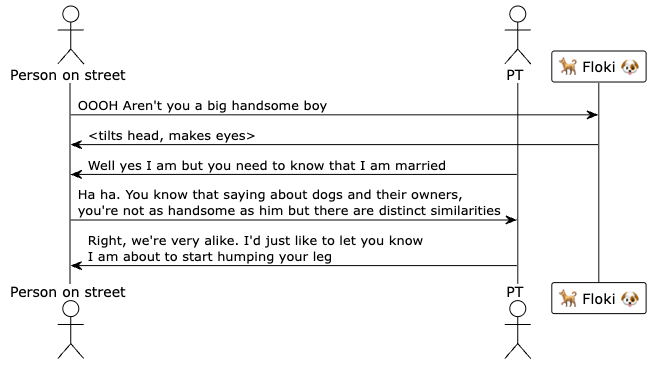 Person on street
PT
🐕 Floki 🐶
OOOH Aren't you a big handsome boy
<tilts head, makes eyes>
Well yes I am but you need to know that I am married
Ha ha. You know that saying about dogs and their owners,
you're not as handsome as him but there are distinct similarities
Right, we're very alike. I'd just like to let you know
I am about to start humping your leg
Person on street
PT
🐕 Floki 🐶